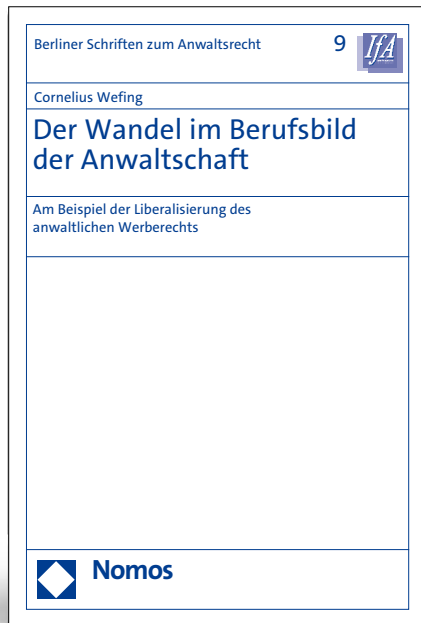 Berliner Schriften zum Anwaltsrecht 9 IfA
Cornelius Wefing
Der Wandel im Berufsbild
der Anwaltschaft
Am Beispiel der Liberalisierung des
anwaltlichen Werberechts
Nomos